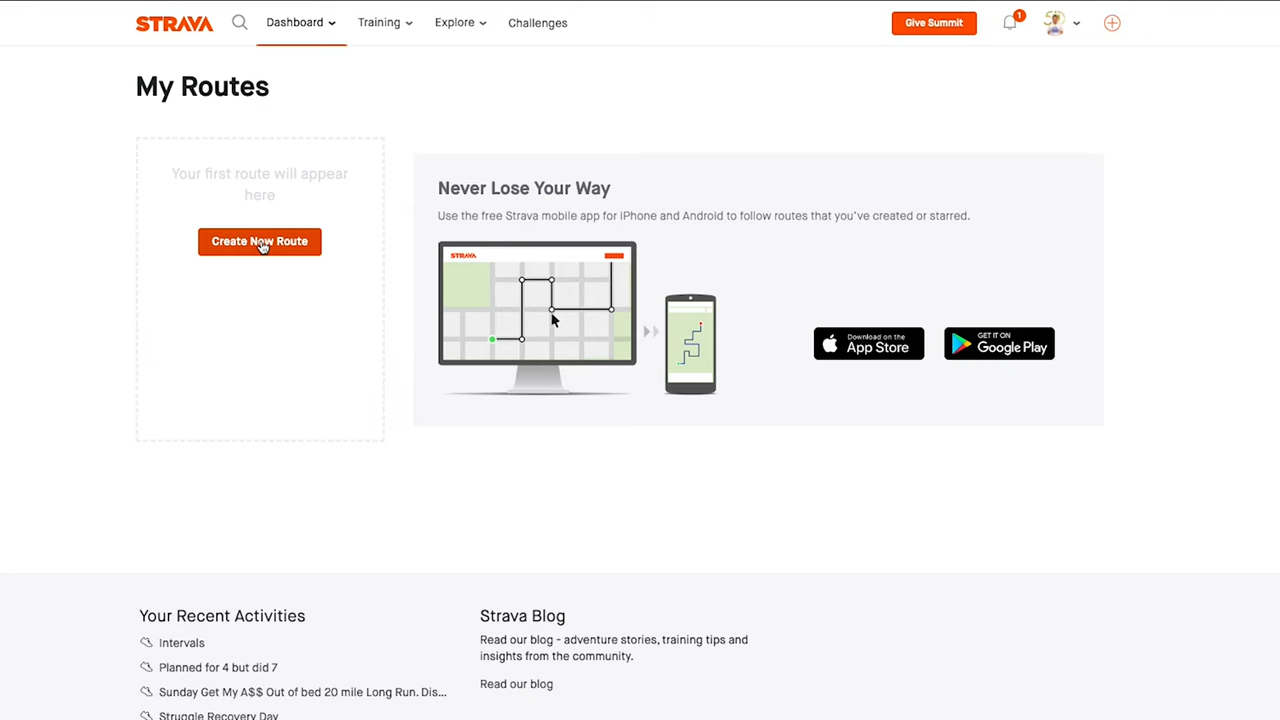 STRAVA
Dashboard
Training
Explore
Challenges
Give Summit
1
My Routes
Your first route will appear
here
Create New Route
Never Lose Your Way
Use the free Strava mobile app for iPhone and Android to follow routes that you've created or starred.
STRAVA
Download on the
App Store
GET IT ON
Google Play
Your Recent Activities
Intervals
Planned for 4 but did 7
Sunday Get My A$$ Out of bed 20 mile Long Run. Dis...
Struggle Recovery Day
Strava Blog
Read our blog - adventure stories, training tips and
insights from the community.
Read our blog